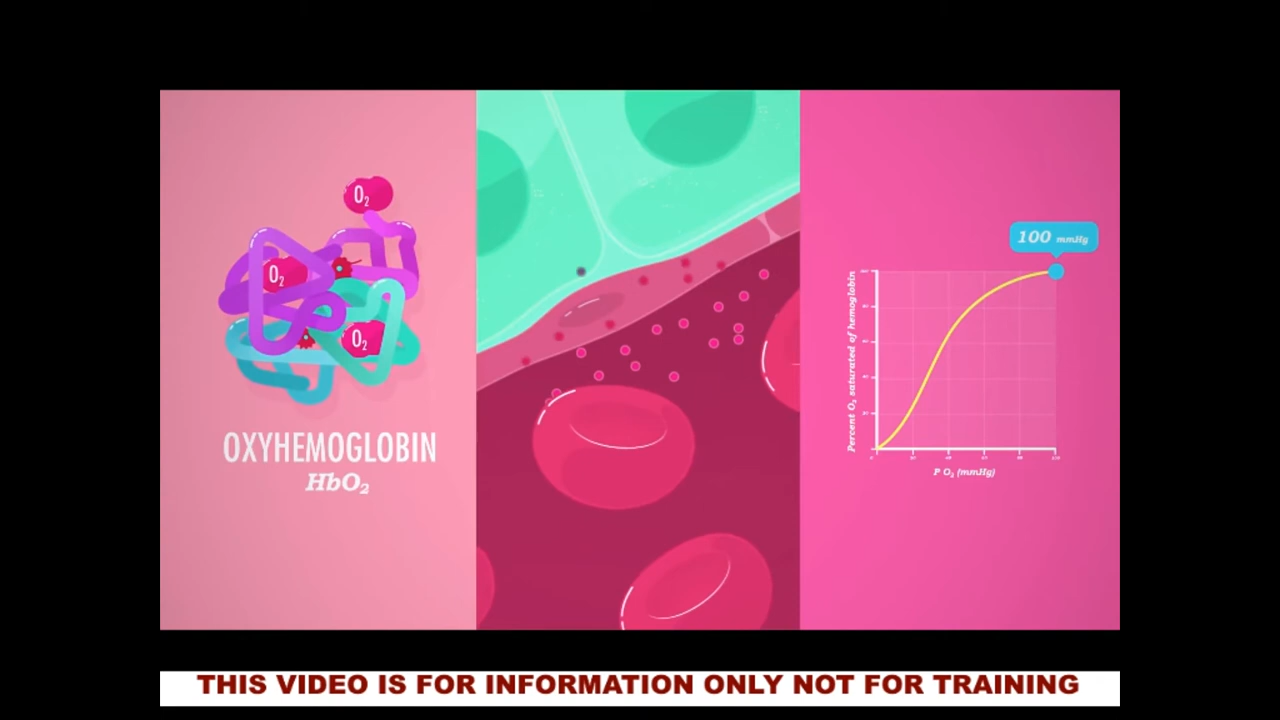 O₂
O₂
O₂
OXYHEMOGLOBIN
HbO₂
100 mmHg
Percent O₂ saturated of hemoglobin
P O₂ (mmHg)
THIS VIDEO IS FOR INFORMATION ONLY NOT FOR TRAINING